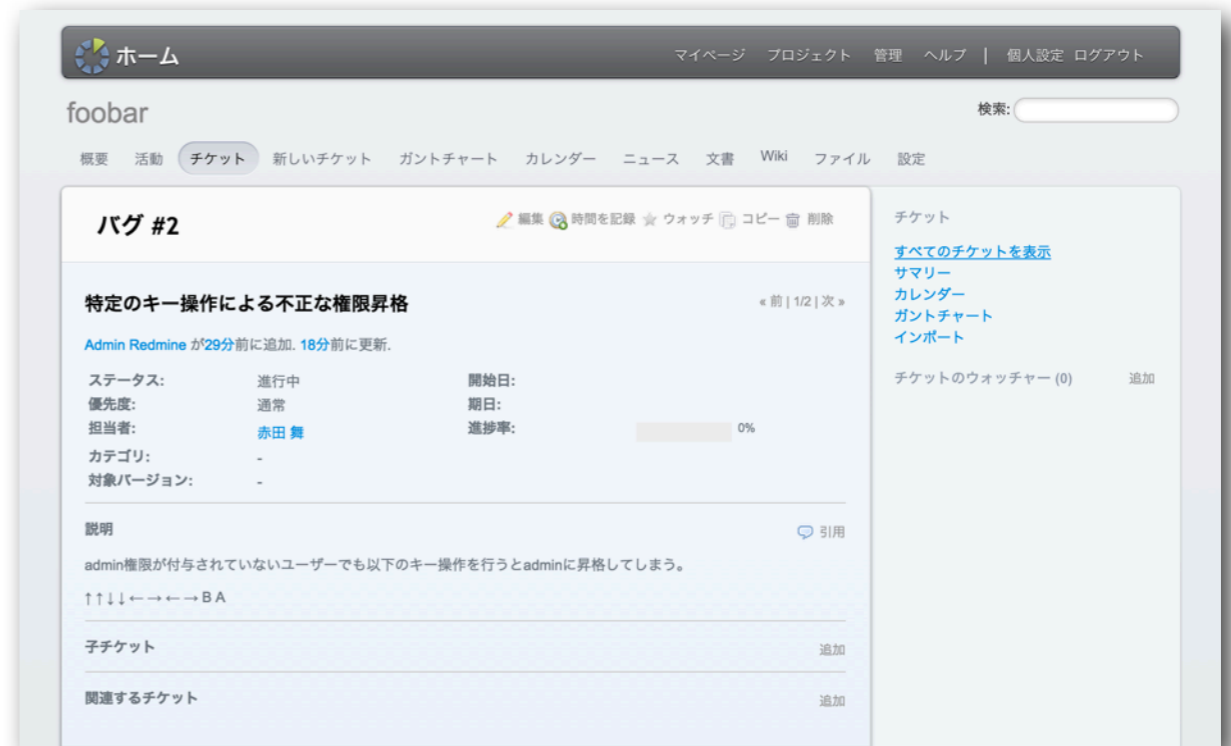 ホーム
マイページ プロジェクト 管理 ヘルプ | 個人設定 ログアウト
foobar
検索:
概要 活動 チケット 新しいチケット ガントチャート カレンダー ニュース 文書 Wiki ファイル 設定
バグ #2
編集 時間を記録 ウォッチ コピー 削除
特定のキー操作による不正な権限昇格
« 前 | 1/2 | 次 »
Admin Redmine が29分前に追加. 18分前に更新.
ステータス: 進行中 開始日:
優先度: 通常 期日:
担当者: 赤田 舞 進捗率: 0%
カテゴリ: -
対象バージョン: -
説明
引用
admin権限が付与されていないユーザーでも以下のキー操作を行うとadminに昇格してしまう。
↑↑↓↓←→←→BA
子チケット
追加
関連するチケット
追加
チケット
すべてのチケットを表示
サマリー
カレンダー
ガントチャート
インポート
チケットのウォッチャー (0) 追加